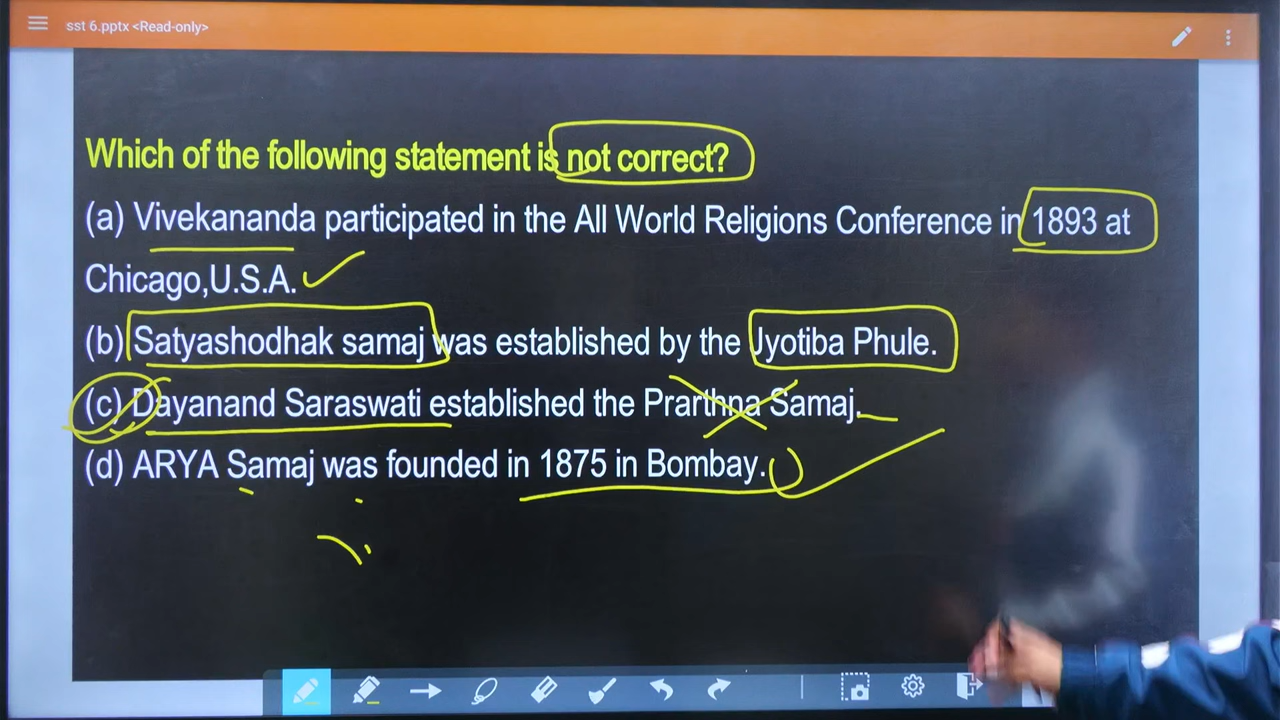 sst 6.pptx <Read-only>
Which of the following statement is not correct?
(a) Vivekananda participated in the All World Religions Conference in 1893 at
Chicago,U.S.A.
(b) Satyashodhak samaj was established by the Jyotiba Phule.
(c) Dayanand Saraswati established the Prarthna Samaj.
(d) ARYA Samaj was founded in 1875 in Bombay.